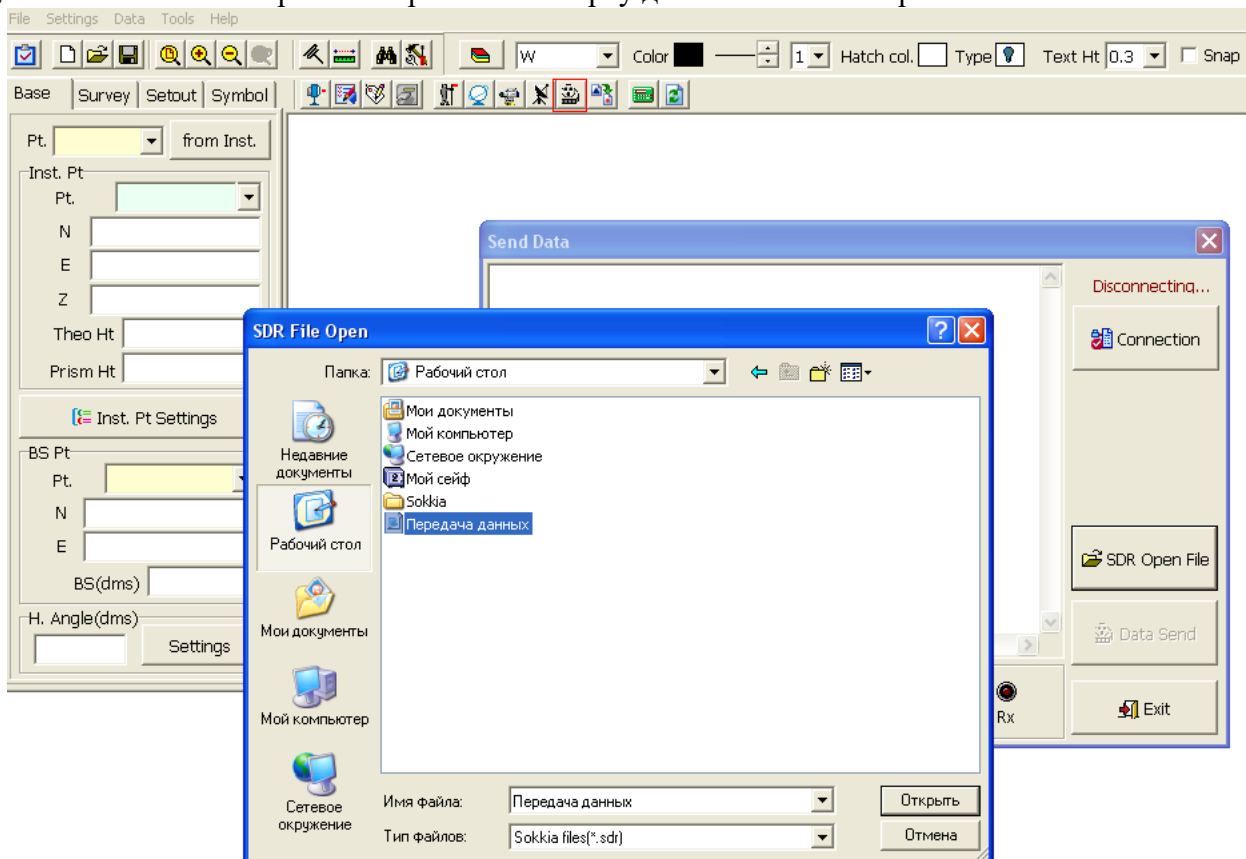 File Settings Data Tools Help
W Color 1 Hatch col. Type Text Ht 0.3 Snap
Base Survey Setout Symbol
Pt. from Inst.
Inst. Pt
Pt.
N
E
Z
Theo Ht
Prism Ht
Inst. Pt Settings
BS Pt
Pt.
N
E
BS(dms)
H. Angle(dms)
Settings
Send Data
Disconnecting...
Connection
SDR Open File
Data Send
Rx
Exit
SDR File Open
Папка: Рабочий стол
Недавние документы
Рабочий стол
Мои документы
Мой компьютер
Сетевое окружение
Мои документы
Мой компьютер
Сетевое окружение
Мой сейф
Sokkia
Передача данных
Имя файла: Передача данных
Открыть
Тип файлов: Sokkia files(*.sdr)
Отмена